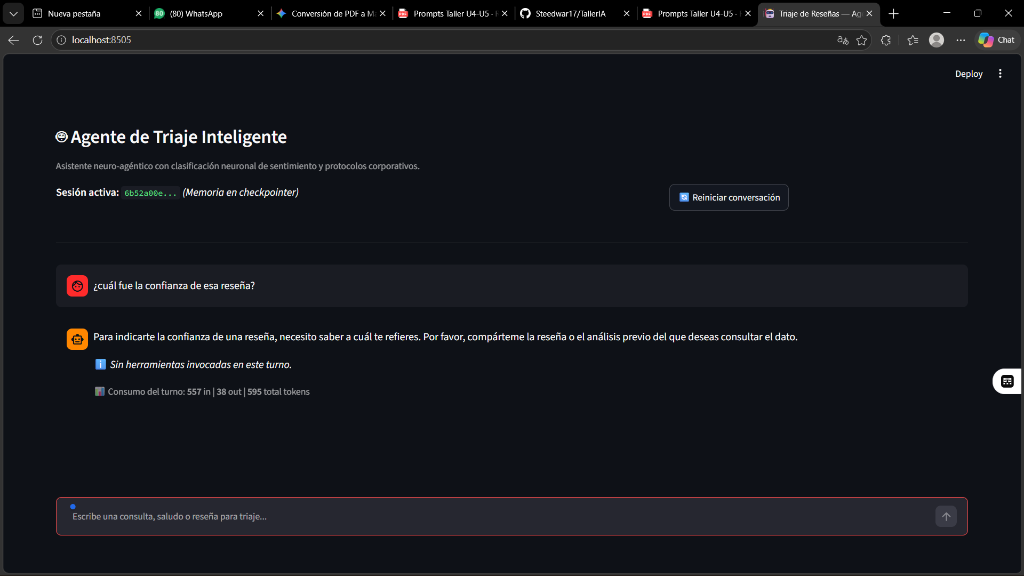 Nueva pestaña
(80) WhatsApp
Conversión de PDF a M
Prompts Taller U4-U5 -
Steedwar17/TallerIA
Prompts Taller U4-U5 -
Triaje de Reseñas — Ag
localhost:8505
Chat
Deploy
Agente de Triaje Inteligente
Asistente neuro-agéntico con clasificación neuronal de sentimiento y protocolos corporativos.
Sesión activa: 6b52a00e... (Memoria en checkpointer)
Reiniciar conversación
¿cuál fue la confianza de esa reseña?
Para indicarte la confianza de una reseña, necesito saber a cuál te refieres. Por favor, compárteme la reseña o el análisis previo del que deseas consultar el dato.
Sin herramientas invocadas en este turno.
Consumo del turno: 557 in | 38 out | 595 total tokens
Escribe una consulta, saludo o reseña para triaje...